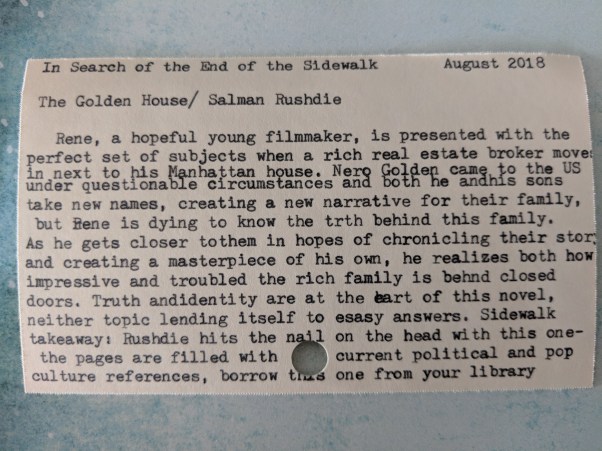 In Search of the End of the Sidewalk August 2018
The Golden House/ Salman Rushdie
Rene, a hopeful young filmmaker, is presented with the
perfect set of subjects when a rich real estate broker moves
in next to his Manhattan house. Nero Golden came to the US
under questionable circumstances and both he andhis sons
take new names, creating a new narrative for their family,
but Rene is dying to know the trth behind this family.
As he gets closer tothem in hopes of chronicling their story
and creating a masterpiece of his own, he realizes both how
impressive and troubled the rich family is behnd closed
doors. Truth andidentity are at the eart of this novel,
neither topic lending itself to esasy answers. Sidewalk
takeaway: Rushdie hits the nail on the head with this one-
the pages are filled with current political and pop
culture references, borrow this one from your library